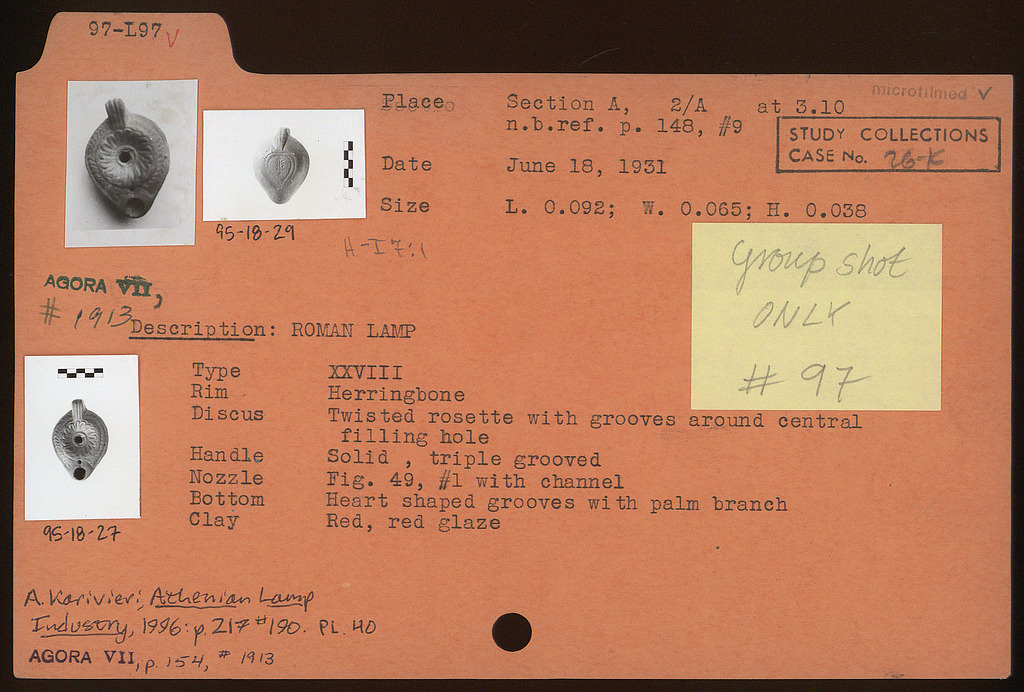 97-L97 V
microfilmed ✓
Place Section A, 2/A at 3.10
n.b.ref. p. 148, #9
STUDY COLLECTIONS
CASE No. 26-K
Date June 18, 1931
Size L. 0.092; W. 0.065; H. 0.038
95-18-29
H-I 7:1
group shot
ONLY
# 97
AGORA VII,
# 1913
Description: ROMAN LAMP
Type XXVIII
Rim Herringbone
Discus Twisted rosette with grooves around central
filling hole
Handle Solid , triple grooved
Nozzle Fig. 49, #1 with channel
Bottom Heart shaped grooves with palm branch
Clay Red, red glaze
95-18-27
A. Karivieri, Athenian Lamp
Industry, 1996: p. 217 #190. PL. 40
AGORA VII, p. 154, # 1913